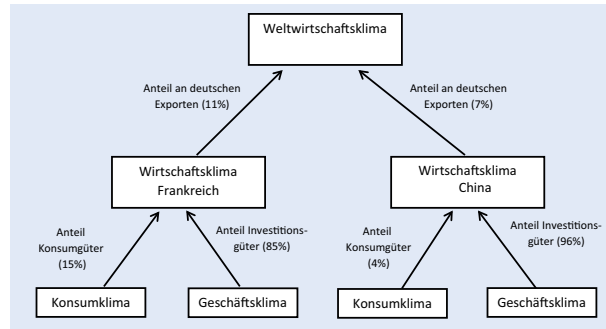 Weltwirtschaftsklima
Anteil an deutschen
Exporten (11%)
Anteil an deutschen
Exporten (7%)
Wirtschaftsklima
Frankreich
Wirtschaftsklima
China
Anteil
Konsumgüter
(15%)
Anteil Investitions-
güter (85%)
Anteil
Konsumgüter
(4%)
Anteil Investitions-
güter (96%)
Konsumklima
Geschäftsklima
Konsumklima
Geschäftsklima